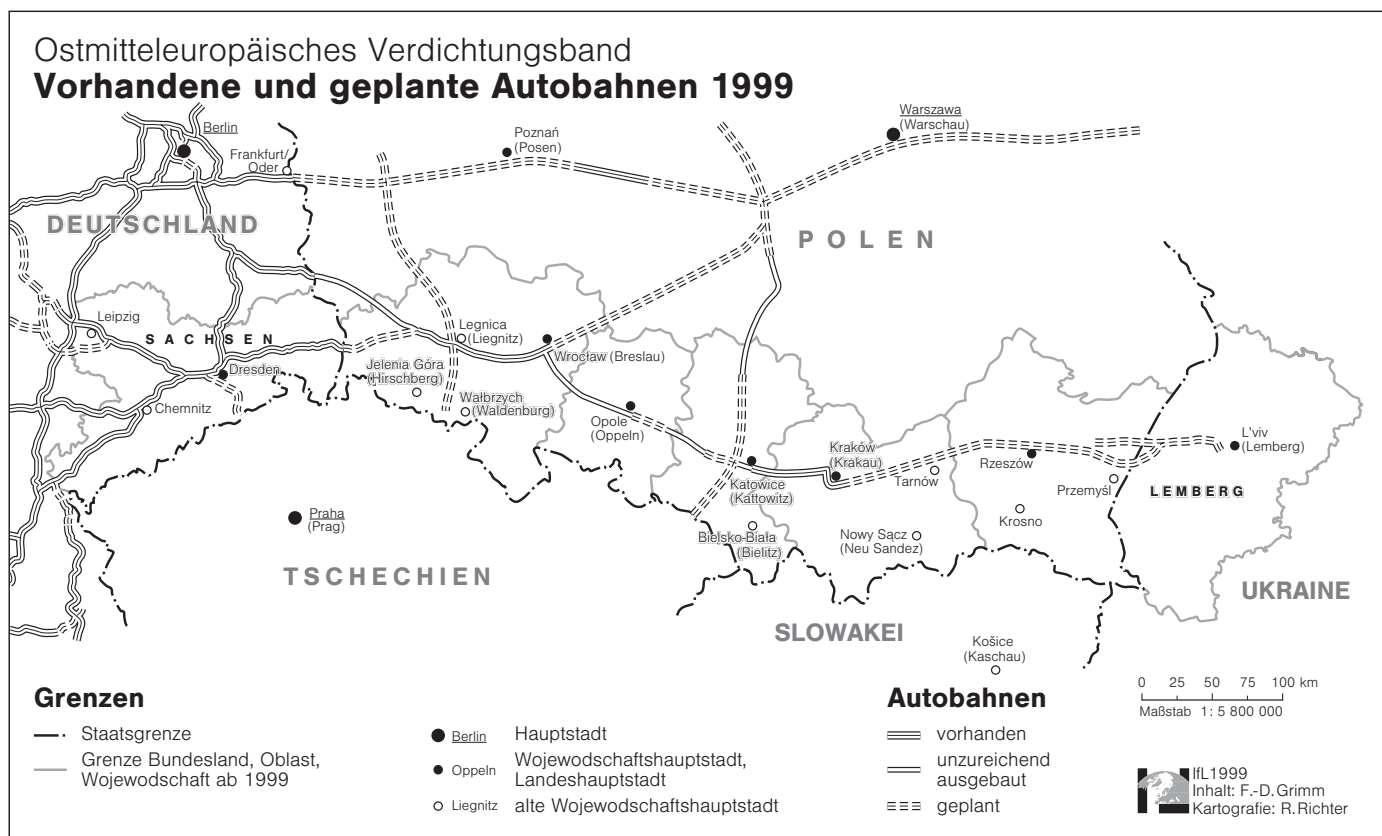 Ostmitteleuropäisches Verdichtungsband
Vorhandene und geplante Autobahnen 1999
Berlin
Frankfurt/
Oder
Poznań
(Posen)
Warszawa
(Warschau)
DEUTSCHLAND
POLEN
Leipzig
SACHSEN
Dresden
Chemnitz
Legnica
(Liegnitz)
Jelenia Góra
(Hirschberg)
Wałbrzych
(Waldenburg)
Wrocław (Breslau)
Opole
(Oppeln)
Katowice
(Kattowitz)
Kraków
(Krakau)
Tarnów
Rzeszów
Przemyśl
L'viv
(Lemberg)
LEMBERG
Krosno
Praha
(Prag)
Bielsko-Biała
(Bielitz)
Nowy Sącz
(Neu Sandez)
TSCHECHIEN
SLOWAKEI
UKRAINE
Košice
(Kaschau)
Grenzen
Staatsgrenze
Grenze Bundesland, Oblast,
Wojewodschaft ab 1999
Berlin Hauptstadt
Oppeln Wojewodschaftshauptstadt,
Landeshauptstadt
Liegnitz alte Wojewodschaftshauptstadt
Autobahnen
vorhanden
unzureichend
ausgebaut
geplant
0 25 50 75 100 km
Maßstab 1: 5 800 000
IfL1999
Inhalt: F.-D. Grimm
Kartografie: R. Richter